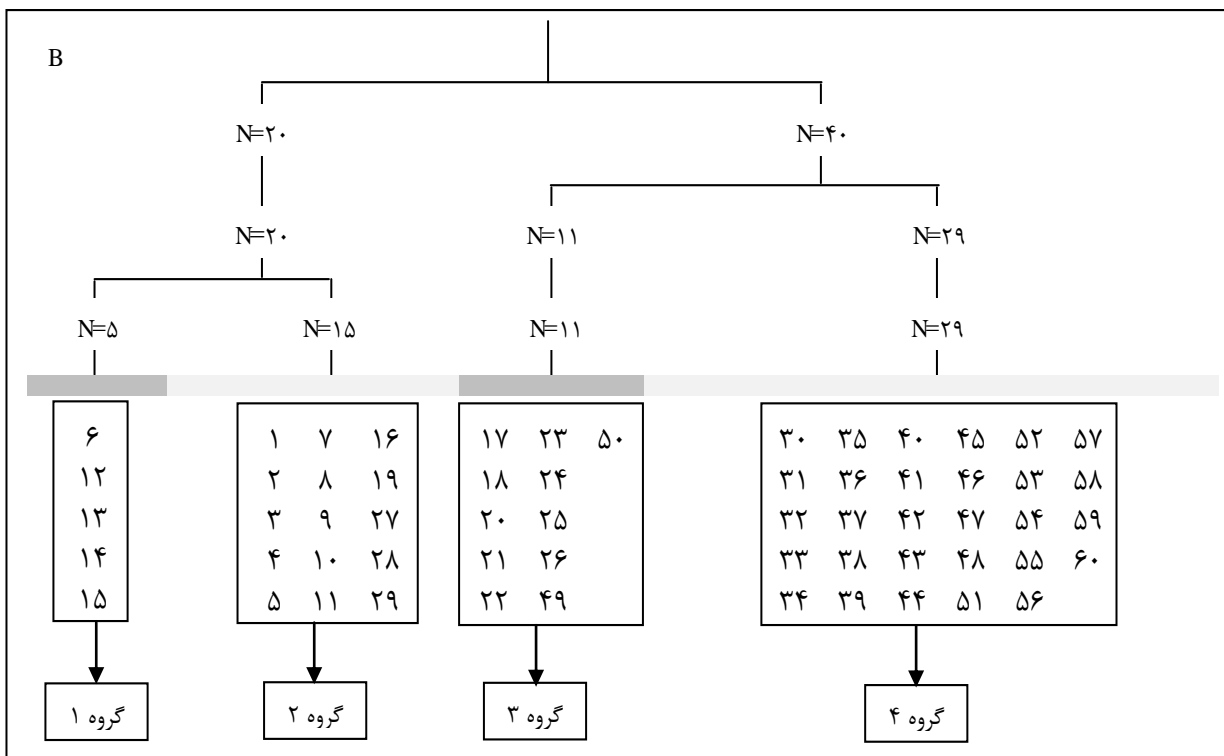 B
N=۲۰ N=۴۰
N=۲۰ N=۱۱ N=۲۹
N=۵ N=۱۵ N=۱۱ N=۲۹
۶ ۱ ۷ ۱۶ ۱۷ ۲۳ ۵۰ ۳۰ ۳۵ ۴۰ ۴۵ ۵۲ ۵۷
۱۲ ۲ ۸ ۱۹ ۱۸ ۲۴ ۳۱ ۳۶ ۴۱ ۴۶ ۵۳ ۵۸
۱۳ ۳ ۹ ۲۷ ۲۰ ۲۵ ۳۲ ۳۷ ۴۲ ۴۷ ۵۴ ۵۹
۱۴ ۴ ۱۰ ۲۸ ۲۱ ۲۶ ۳۳ ۳۸ ۴۳ ۴۸ ۵۵ ۶۰
۱۵ ۵ ۱۱ ۲۹ ۲۲ ۴۹ ۳۴ ۳۹ ۴۴ ۵۱ ۵۶
گروه ۱ گروه ۲ گروه ۳ گروه ۴